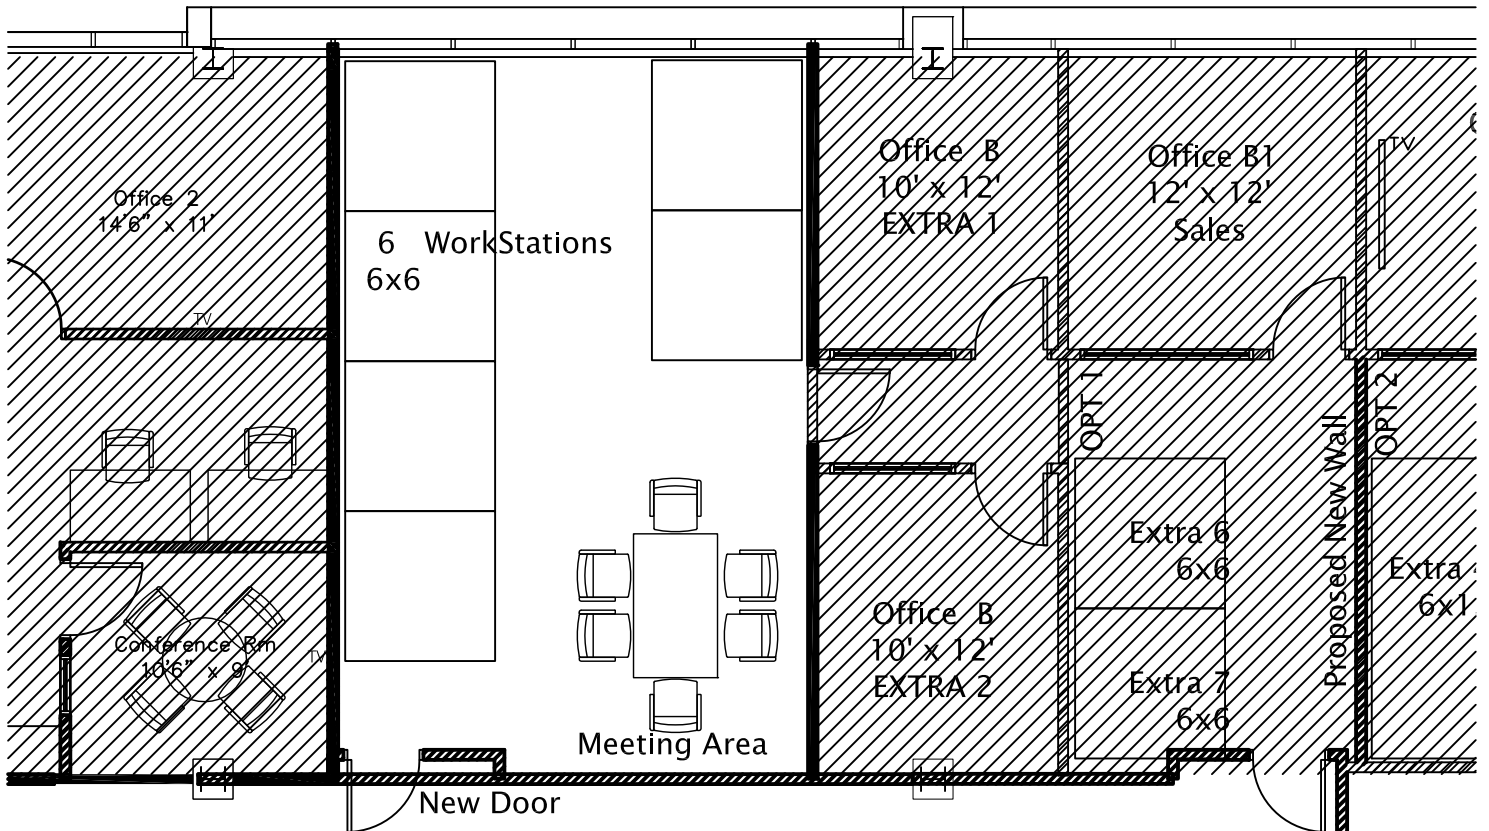 Office 2
14'6" x 11'
TV
Conference Rm
10'6" x 9'
TV
6 WorkStations
6x6
Meeting Area
New Door
Office B
10' x 12'
EXTRA 1
Office B1
12' x 12'
Sales
TV
OPT 1
OPT 2
Proposed New Wall
Office B
10' x 12'
EXTRA 2
Extra 6
6x6
Extra 7
6x6
Extra
6x1